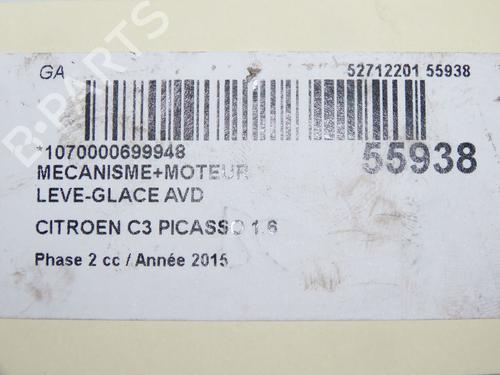 GA 52712201 55938
*1070000699948 55938
MECANISME+MOTEUR
LEVE-GLACE AVD
CITROEN C3 PICASSO 1.6
Phase 2 cc / Année 2015
B-PARTS